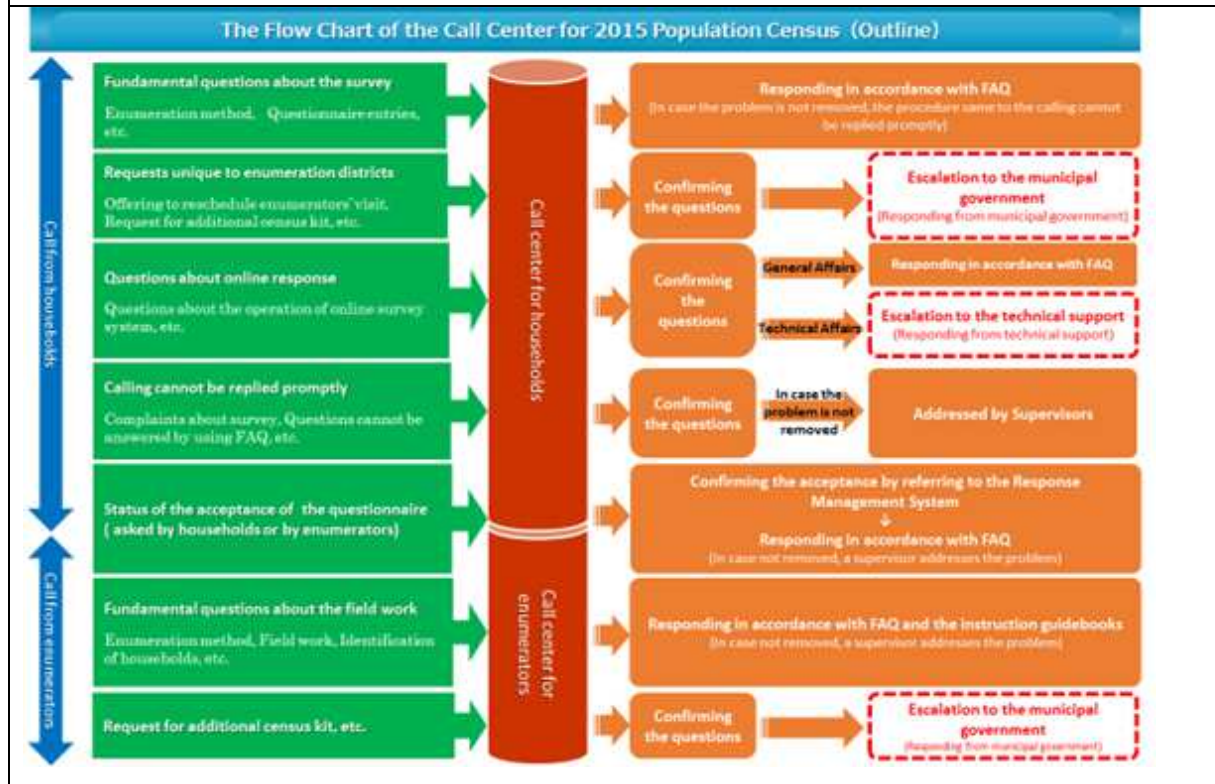 The Flow Chart of the Call Center for 2015 Population Census (Outline)
Call from households
Fundamental questions about the survey
Enumeration method, Questionnaire entries,
etc.
Requests unique to enumeration districts
Offering to reschedule enumerators' visit,
Request for additional census kit, etc.
Questions about online response
Questions about the operation of online survey
system, etc.
Calling cannot be replied promptly
Complaints about survey, Questions cannot be
answered by using FAQ, etc.
Status of the acceptance of the questionnaire
( asked by households or by enumerators)
Call from enumerators
Fundamental questions about the field work
Enumeration method, Field work, Identification
of households, etc.
Request for additional census kit, etc.
Call center for households
Call center for
enumerators
Responding in accordance with FAQ
(In case the problem is not removed, the procedure same to the calling cannot
be replied promptly)
Confirming
the questions
Escalation to the municipal
government
(Responding from municipal government)
Confirming
the
questions
General Affairs
Responding in accordance with FAQ
Technical Affairs
Escalation to the technical support
(Responding from technical support)
Confirming
the questions
In case the
problem is not
removed
Addressed by Supervisors
Confirming the acceptance by referring to the Response
Management System
↓
Responding in accordance with FAQ
(In case not removed, a supervisor addresses the problem)
Responding in accordance with FAQ and the instruction guidebooks
(In case not removed, a supervisor addresses the problem)
Confirming
the questions
Escalation to the municipal
government
(Responding from municipal government)